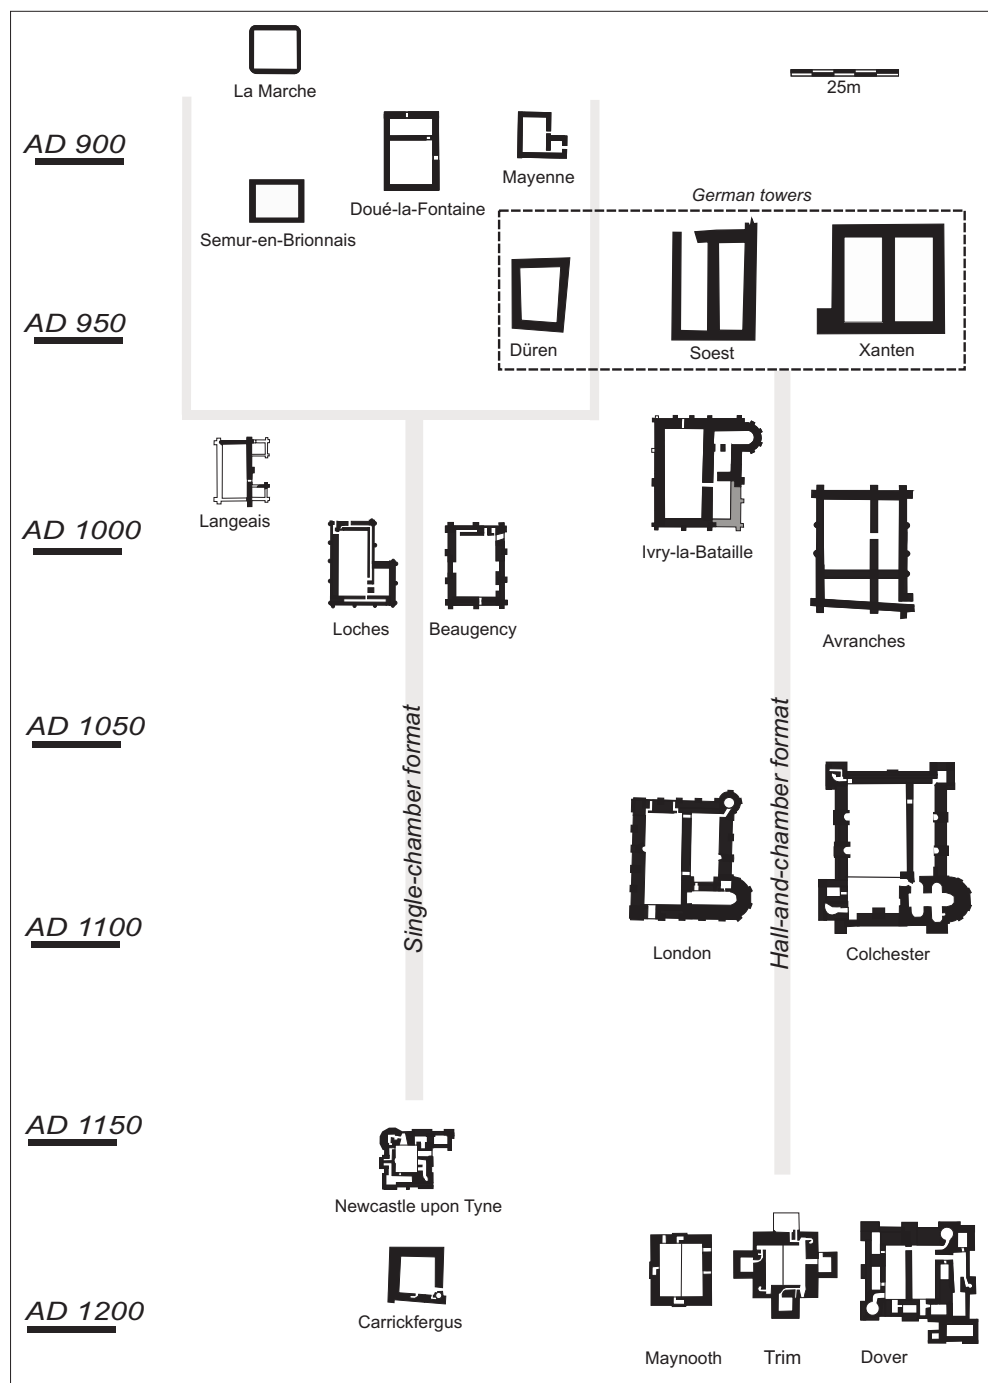 La Marche
25m
AD 900
Mayenne
German towers
Doué-la-Fontaine
Semur-en-Brionnais
AD 950
Düren
Soest
Xanten
Langeais
AD 1000
Ivry-la-Bataille
Loches
Beaugency
Avranches
AD 1050
Single-chamber format
Hall-and-chamber format
AD 1100
London
Colchester
AD 1150
Newcastle upon Tyne
AD 1200
Carrickfergus
Maynooth
Trim
Dover